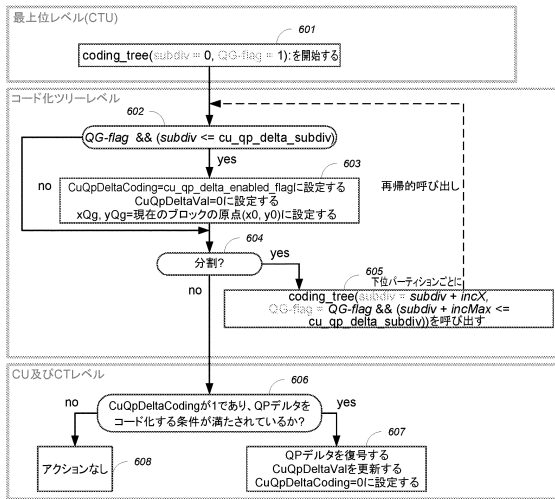 最上位レベル(CTU)
601
coding_tree(subdiv = 0, QG-flag = 1):を開始する
コード化ツリーレベル
602
QG-flag && (subdiv <= cu_qp_delta_subdiv)
yes
no
603
CuQpDeltaCoding=cu_qp_delta_enabled_flagに設定する
CuQpDeltaVal=0に設定する
xQg, yQg=現在のブロックの原点(x0, y0)に設定する
再帰的呼び出し
604
分割?
yes
no
605
下位パーティションごとに
coding_tree(subdiv = subdiv + incX,
QG-flag = QG-flag && (subdiv + incMax <=
cu_qp_delta_subdiv))を呼び出す
CU及びCTレベル
606
no
CuQpDeltaCodingが1であり、QPデルタを
コード化する条件が満たされているか?
yes
607
アクションなし
608
QPデルタを復号する
CuQpDeltaValを更新する
CuQpDeltaCoding=0に設定する